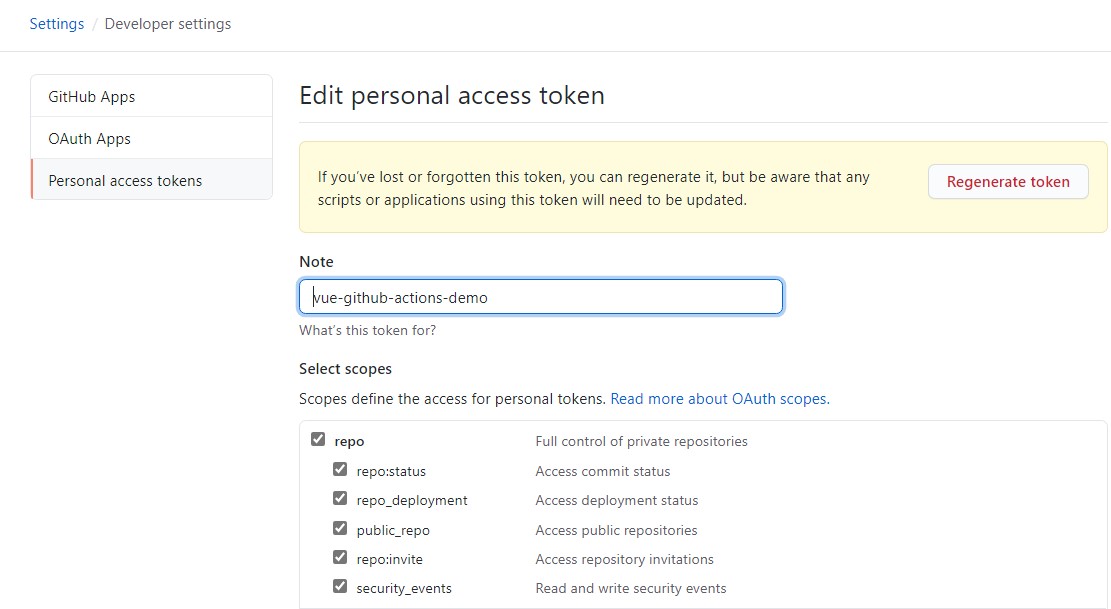 Settings / Developer settings
GitHub Apps
OAuth Apps
Personal access tokens
Edit personal access token
If you’ve lost or forgotten this token, you can regenerate it, but be aware that any
scripts or applications using this token will need to be updated.
Regenerate token
Note
vue-github-actions-demo
What’s this token for?
Select scopes
Scopes define the access for personal tokens. Read more about OAuth scopes.
repo Full control of private repositories
repo:status Access commit status
repo_deployment Access deployment status
public_repo Access public repositories
repo:invite Access repository invitations
security_events Read and write security events